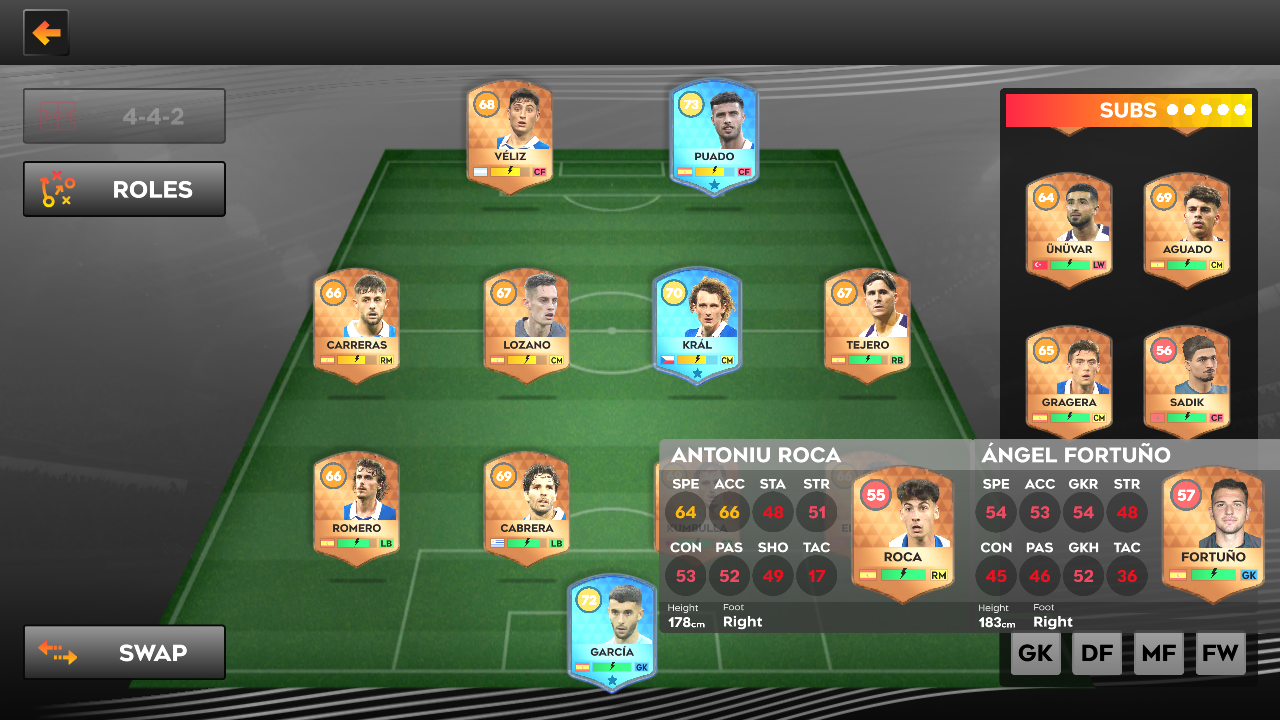 4-4-2
ROLES
SUBS
68
VÉLIZ
CF
73
PUADO
CF
64
ÜNÜVAR
LW
69
AGUADO
CM
66
CARRERAS
RM
67
LOZANO
CM
70
KRÁL
CM
67
TEJERO
RB
65
GRAGERA
CM
56
SADIK
CF
66
ROMERO
LB
69
CABRERA
LB
KUMBULLA
66
ANTONIU ROCA
SPE ACC STA STR
64 66 48 51
CON PAS SHO TAC
53 52 49 17
Height Foot
178cm Right
55
ROCA
RM
ÁNGEL FORTUÑO
SPE ACC GKR STR
54 53 54 48
CON PAS GKH TAC
45 46 52 36
Height Foot
183cm Right
57
FORTUÑO
GK
72
GARCÍA
GK
SWAP
GK DF MF FW